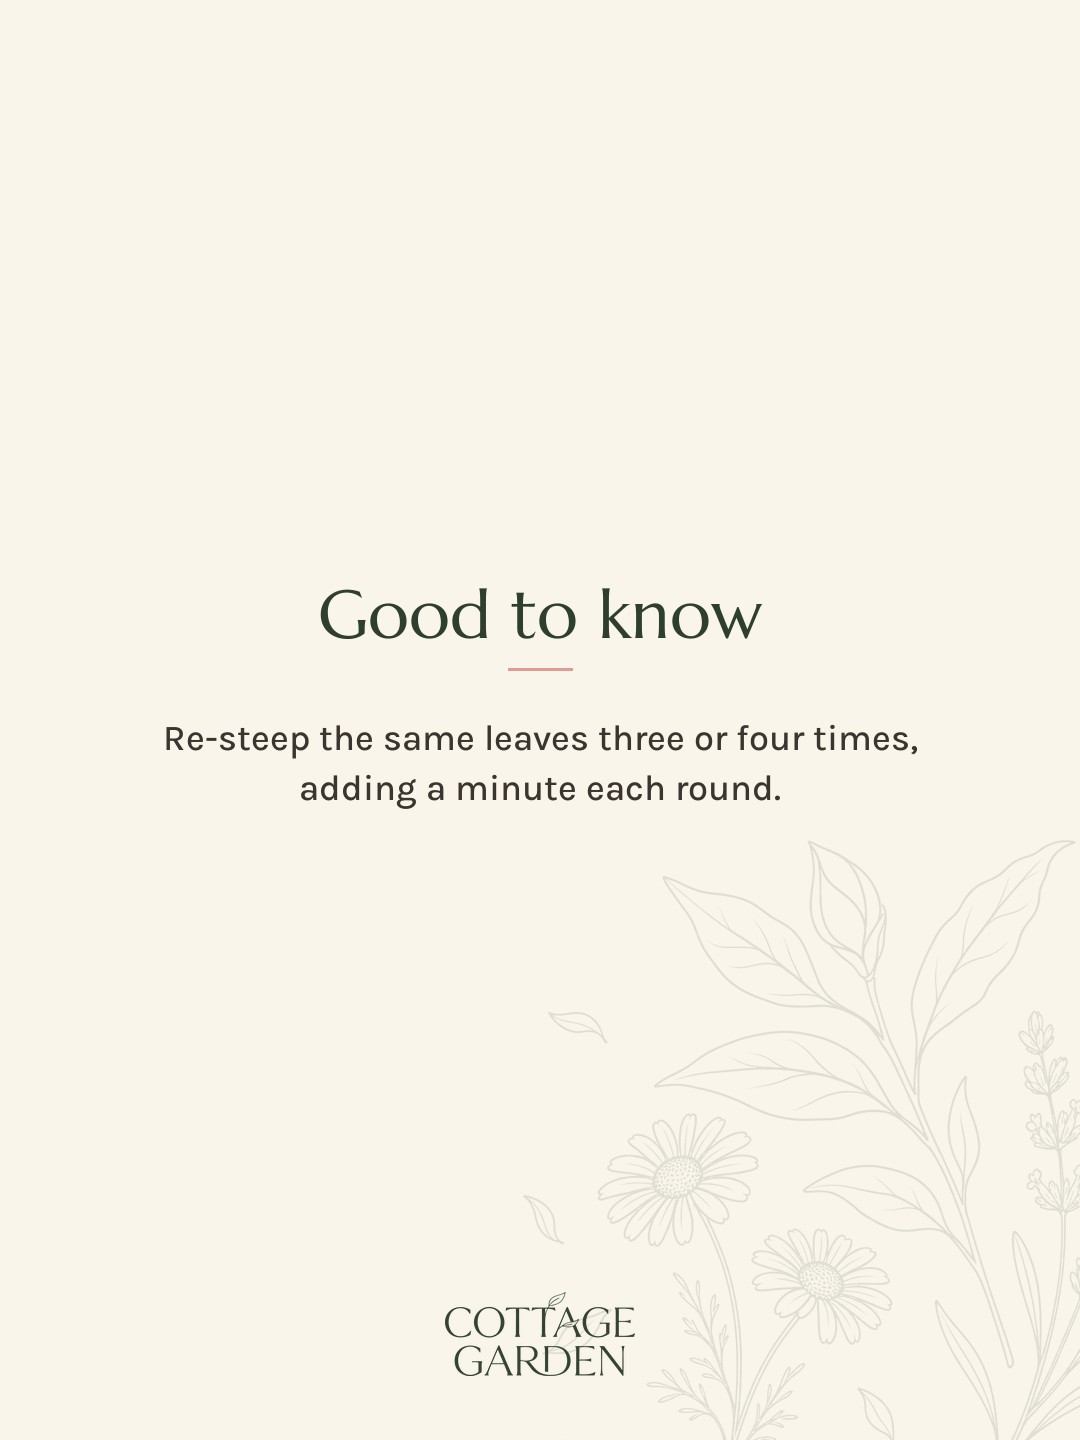 Good to know
Re-steep the same leaves three or four times,
adding a minute each round.
COTTAGE
GARDEN